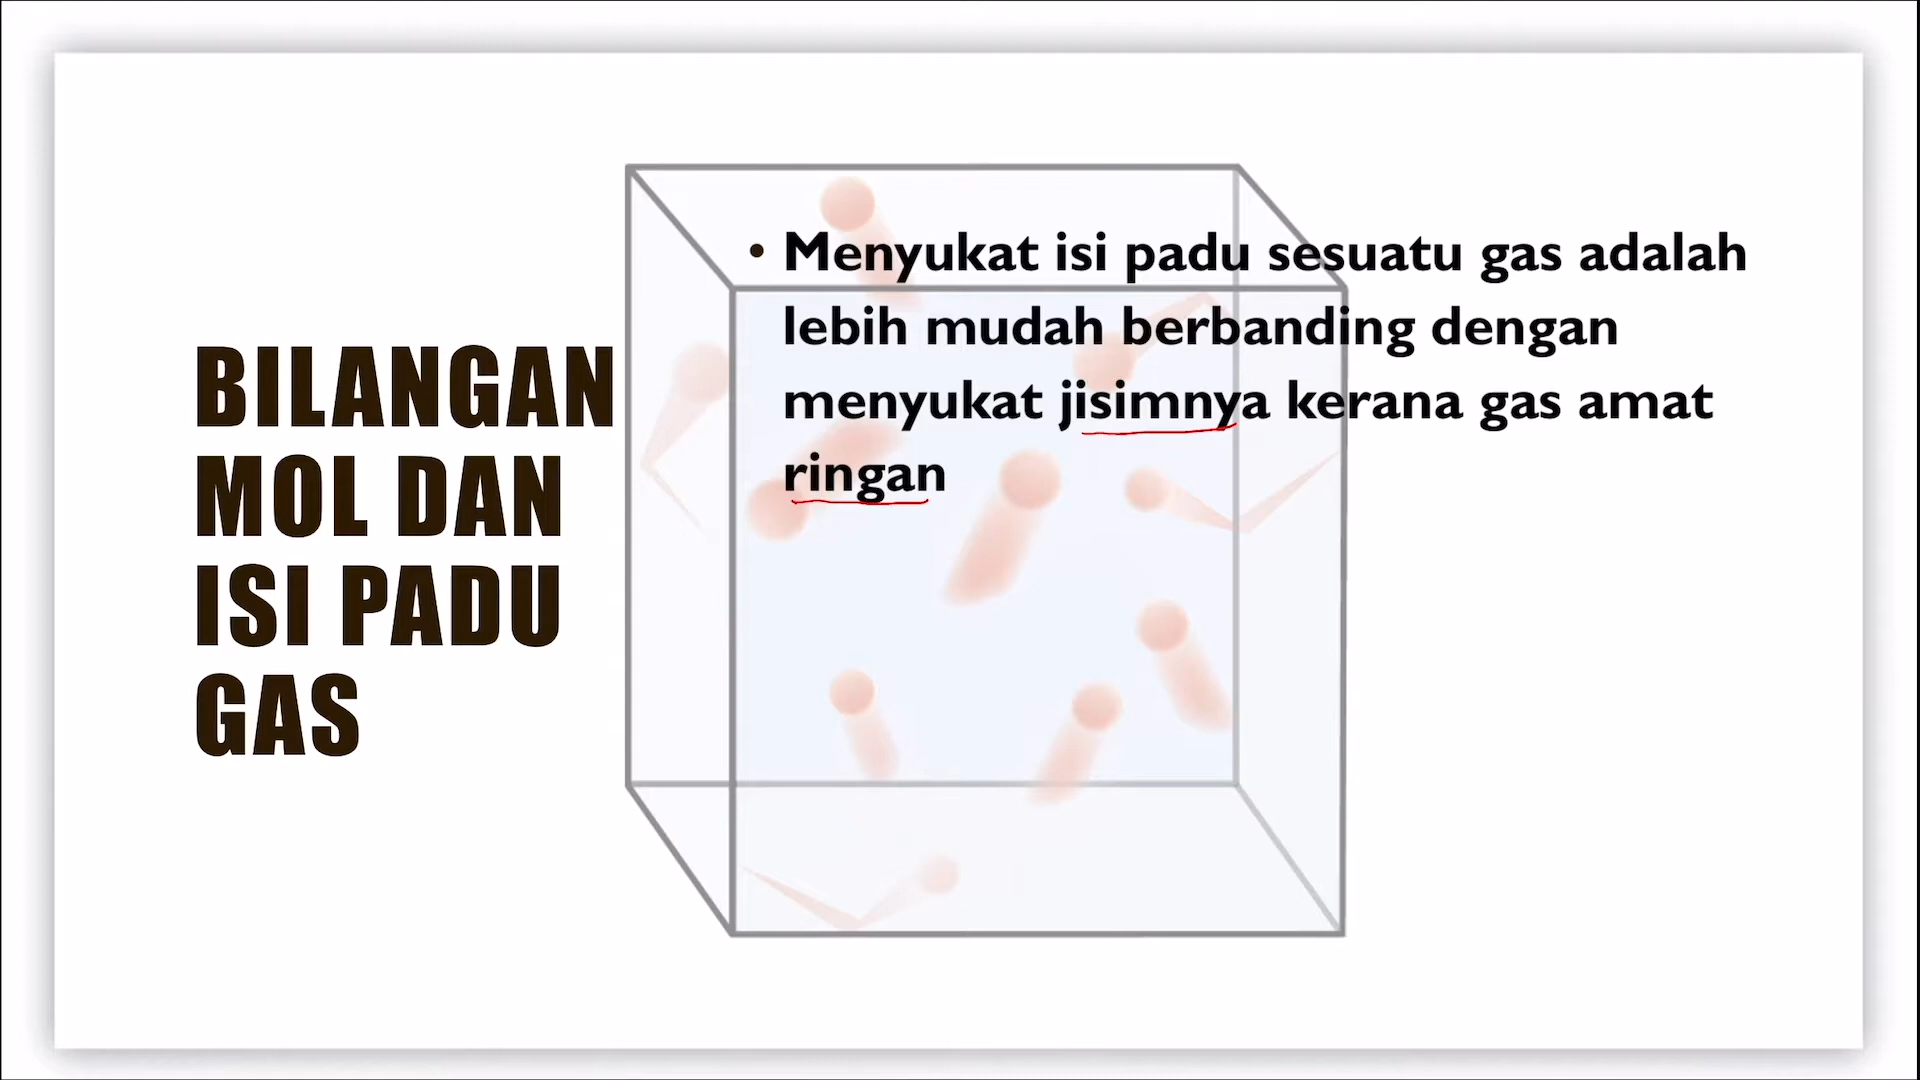 BILANGAN
MOL DAN
ISI PADU
GAS
• Menyukat isi padu sesuatu gas adalah
lebih mudah berbanding dengan
menyukat jisimnya kerana gas amat
ringan